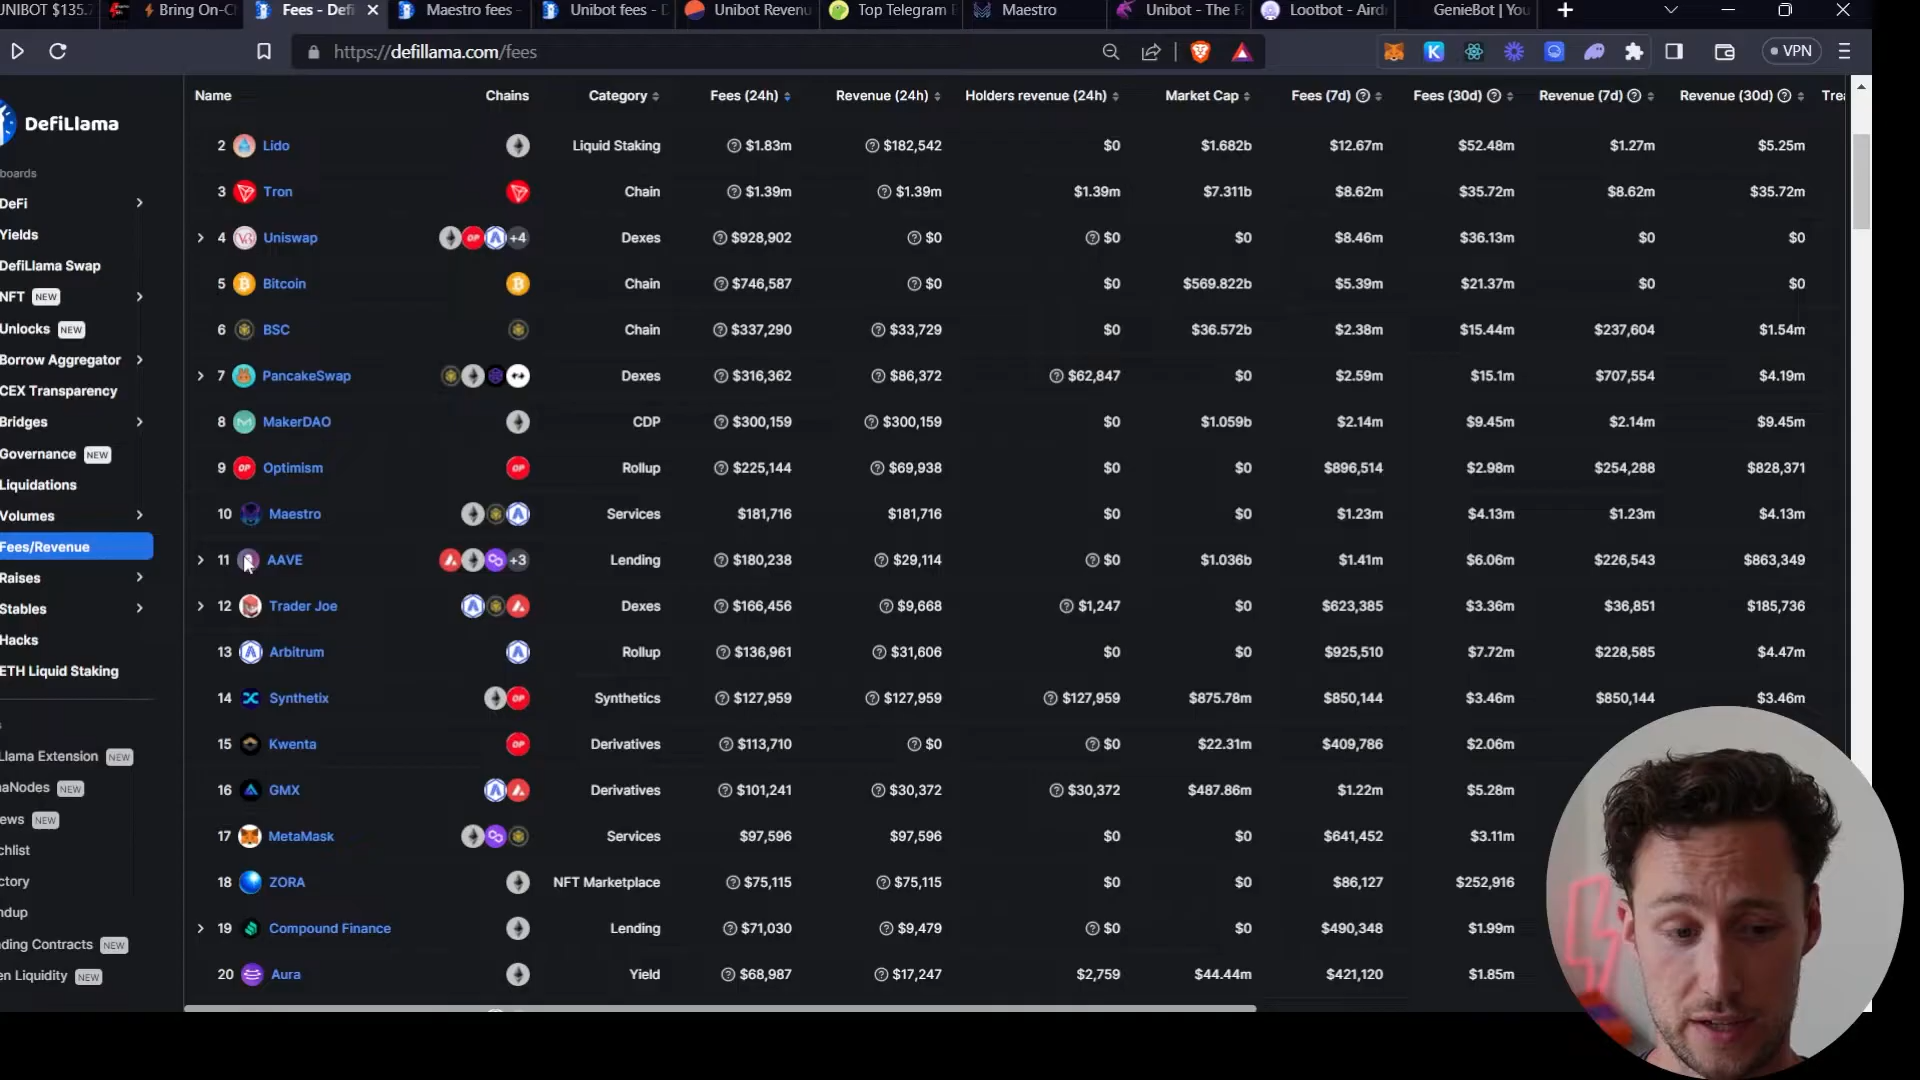 UNIBOT $135.
Bring On-C
Fees - Defi
Maestro fees -
Unibot fees - D
Unibot Revenu
Top Telegram
Maestro
Unibot - The F
Lootbot - Airdr
GenieBot | You
https://defillama.com/fees
VPN
DefiLlama
boards
DeFi
Yields
DefiLlama Swap
NFT NEW
Unlocks NEW
Borrow Aggregator
CEX Transparency
Bridges
Governance NEW
Liquidations
Volumes
Fees/Revenue
Raises
Stables
Hacks
ETH Liquid Staking
s
Llama Extension NEW
maNodes NEW
ews NEW
chlist
ctory
ndup
ding Contracts NEW
en Liquidity NEW
Name Chains Category Fees (24h) Revenue (24h) Holders revenue (24h) Market Cap Fees (7d) Fees (30d) Revenue (7d) Revenue (30d) Trea
2 Lido Liquid Staking $1.83m $182,542 $0 $1.682b $12.67m $52.48m $1.27m $5.25m
3 Tron Chain $1.39m $1.39m $1.39m $7.311b $8.62m $35.72m $8.62m $35.72m
4 Uniswap OP +4 Dexes $928,902 $0 $0 $0 $8.46m $36.13m $0 $0
5 Bitcoin Chain $746,587 $0 $0 $569.822b $5.39m $21.37m $0 $0
6 BSC Chain $337,290 $33,729 $0 $36.572b $2.38m $15.44m $237,604 $1.54m
7 PancakeSwap Dexes $316,362 $86,372 $62,847 $0 $2.59m $15.1m $707,554 $4.19m
8 MakerDAO CDP $300,159 $300,159 $0 $1.059b $2.14m $9.45m $2.14m $9.45m
9 OP Optimism OP Rollup $225,144 $69,938 $0 $0 $896,514 $2.98m $254,288 $828,371
10 Maestro Services $181,716 $181,716 $0 $0 $1.23m $4.13m $1.23m $4.13m
11 AAVE +3 Lending $180,238 $29,114 $0 $1.036b $1.41m $6.06m $226,543 $863,349
12 Trader Joe Dexes $166,456 $9,668 $1,247 $0 $623,385 $3.36m $36,851 $185,736
13 Arbitrum Rollup $136,961 $31,606 $0 $0 $925,510 $7.72m $228,585 $4.47m
14 Synthetix OP Synthetics $127,959 $127,959 $127,959 $875.78m $850,144 $3.46m $850,144 $3.46m
15 Kwenta OP Derivatives $113,710 $0 $0 $22.31m $409,786 $2.06m
16 GMX Derivatives $101,241 $30,372 $30,372 $487.86m $1.22m $5.28m
17 MetaMask Services $97,596 $97,596 $0 $0 $641,452 $3.11m
18 ZORA NFT Marketplace $75,115 $75,115 $0 $0 $86,127 $252,916
19 Compound Finance Lending $71,030 $9,479 $0 $0 $490,348 $1.99m
20 Aura Yield $68,987 $17,247 $2,759 $44.44m $421,120 $1.85m